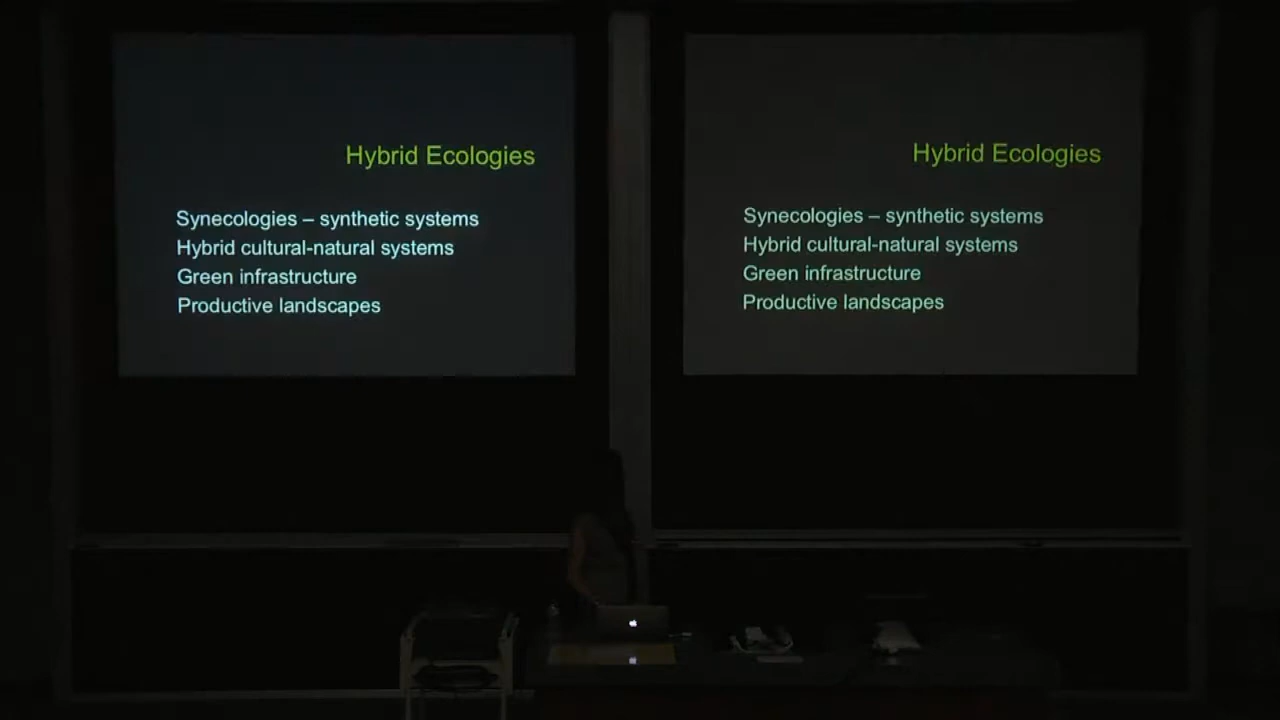 Hybrid Ecologies
Synecologies – synthetic systems
Hybrid cultural-natural systems
Green infrastructure
Productive landscapes
Hybrid Ecologies
Synecologies – synthetic systems
Hybrid cultural-natural systems
Green infrastructure
Productive landscapes